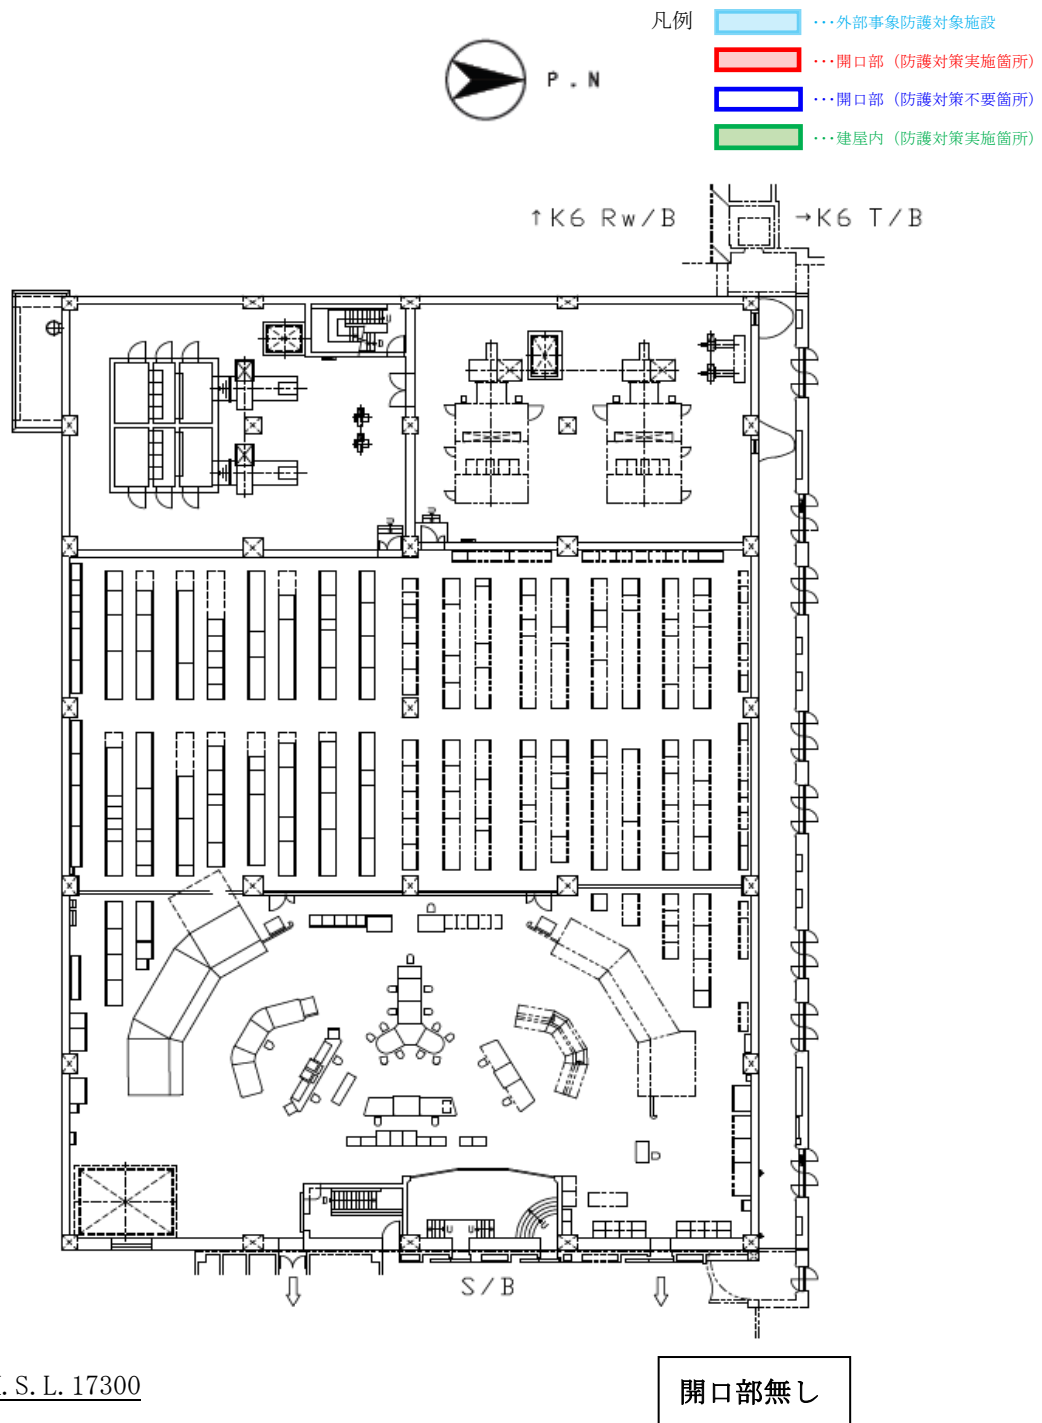 凡例
･･･外部事象防護対象施設
･･･開口部（防護対策実施箇所）
･･･開口部（防護対策不要箇所）
･･･建屋内（防護対策実施箇所）
P.N
↑K6 Rw/B
→K6 T/B
S/B
.S.L.17300
開口部無し